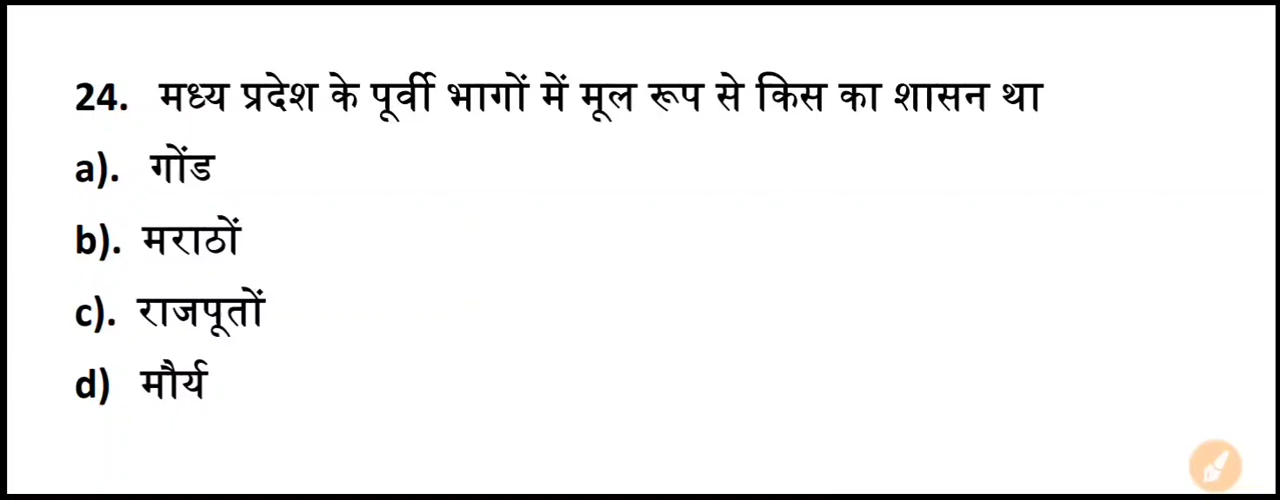 24. मध्य प्रदेश के पूर्वी भागों में मूल रूप से किस का शासन था
a). गोंड
b). मराठों
c). राजपूतों
d) मौर्य